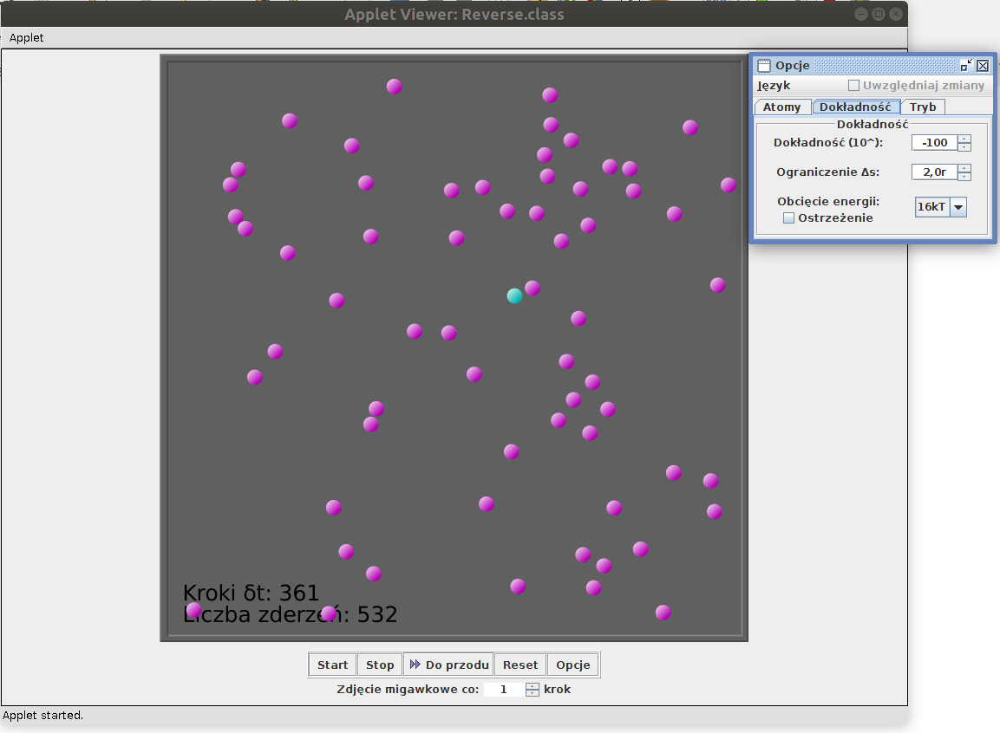 Applet Viewer: Reverse.class
Applet
Opcje
Język
Uwzględniaj zmiany
Atomy
Dokładność
Tryb
Dokładność
Dokładność (10^):
-100
Ograniczenie Δs:
2,0r
Obcięcie energii:
16kT
Ostrzeżenie
Kroki δt: 361
Liczba zderzeń: 532
Start
Stop
Do przodu
Reset
Opcje
Zdjęcie migawkowe co:
1
krok
Applet started.